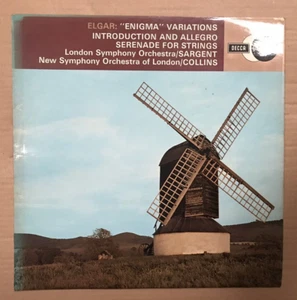 ELGAR: "ENIGMA" VARIATIONS
INTRODUCTION AND ALLEGRO
SERENADE FOR STRINGS
London Symphony Orchestra/SARGENT
New Symphony Orchestra of London/COLLINS
DECCA